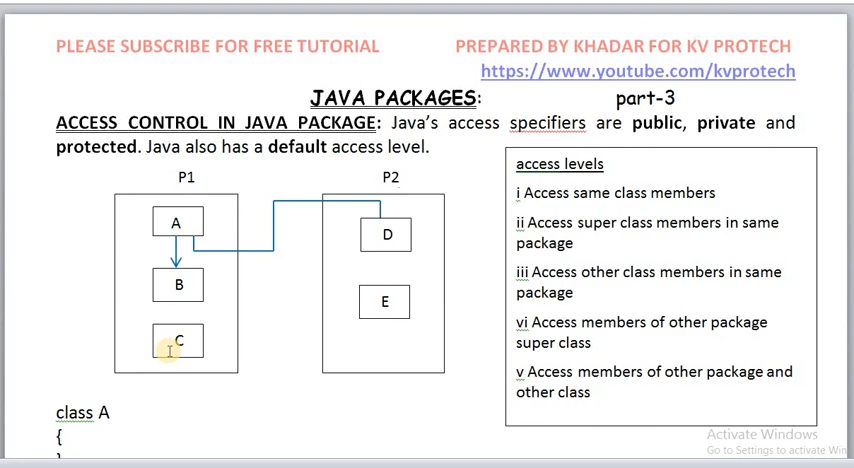 PLEASE SUBSCRIBE FOR FREE TUTORIAL PREPARED BY KHADAR FOR KV PROTECH
https://www.youtube.com/kvprotech
JAVA PACKAGES: part-3
ACCESS CONTROL IN JAVA PACKAGE: Java's access specifiers are public, private and
protected. Java also has a default access level.
P1 P2
A
B
C
D
E
access levels
i Access same class members
ii Access super class members in same
package
iii Access other class members in same
package
vi Access members of other package
super class
v Access members of other package and
other class
class A
{
Activate Windows
Go to Settings to activate Win